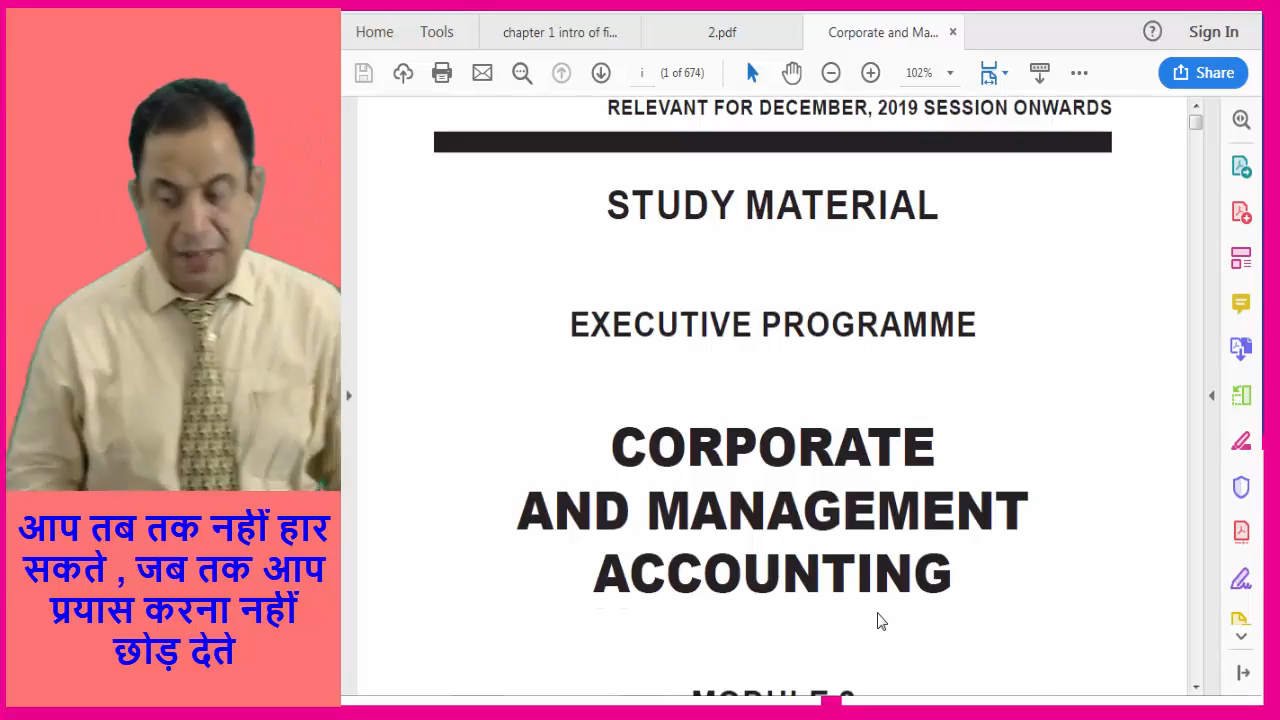 Home
Tools
chapter 1 intro of fi...
2.pdf
Corporate and Ma... ×
Sign In
i
(1 of 674)
102%
Share
RELEVANT FOR DECEMBER, 2019 SESSION ONWARDS
STUDY MATERIAL
EXECUTIVE PROGRAMME
CORPORATE
AND MANAGEMENT
ACCOUNTING
आप तब तक नहीं हार
सकते , जब तक आप
प्रयास करना नहीं
छोड़ देते